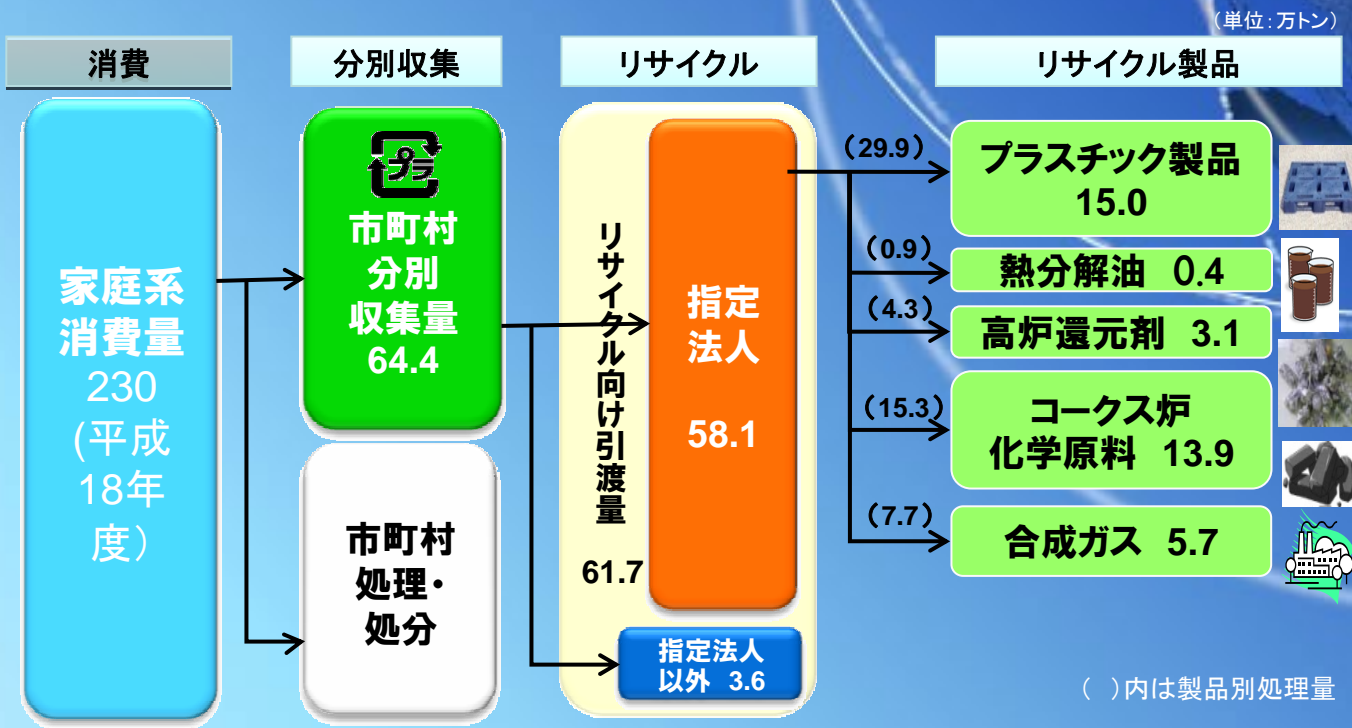 （単位：万トン）
消費
分別収集
リサイクル
リサイクル製品
家庭系
消費量
230
(平成
18年
度）
プラ
市町村
分別
収集量
64.4
市町村
処理・
処分
リサイクル向け引渡量
61.7
指定
法人
58.1
指定法人
以外 3.6
（29.9）
プラスチック製品
15.0
（0.9）
熱分解油 0.4
（4.3）
高炉還元剤 3.1
（15.3）
コークス炉
化学原料 13.9
（7.7）
合成ガス 5.7
（ ）内は製品別処理量